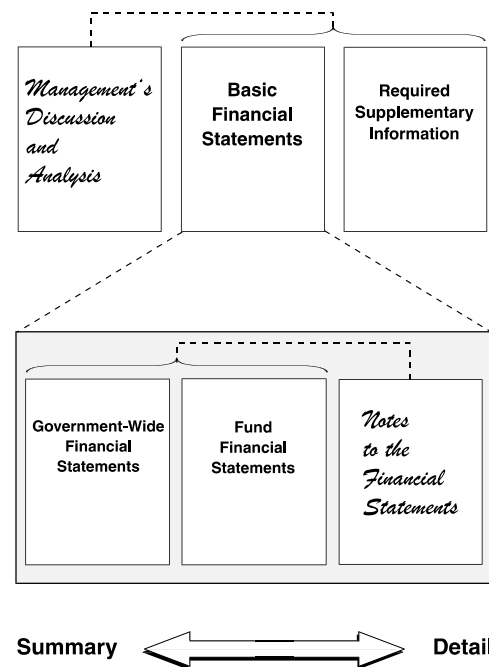 Management's
Discussion
and
Analysis
Basic
Financial
Statements
Required
Supplementary
Information
Government-Wide
Financial
Statements
Fund
Financial
Statements
Notes
to the
Financial
Statements
Summary
Detail